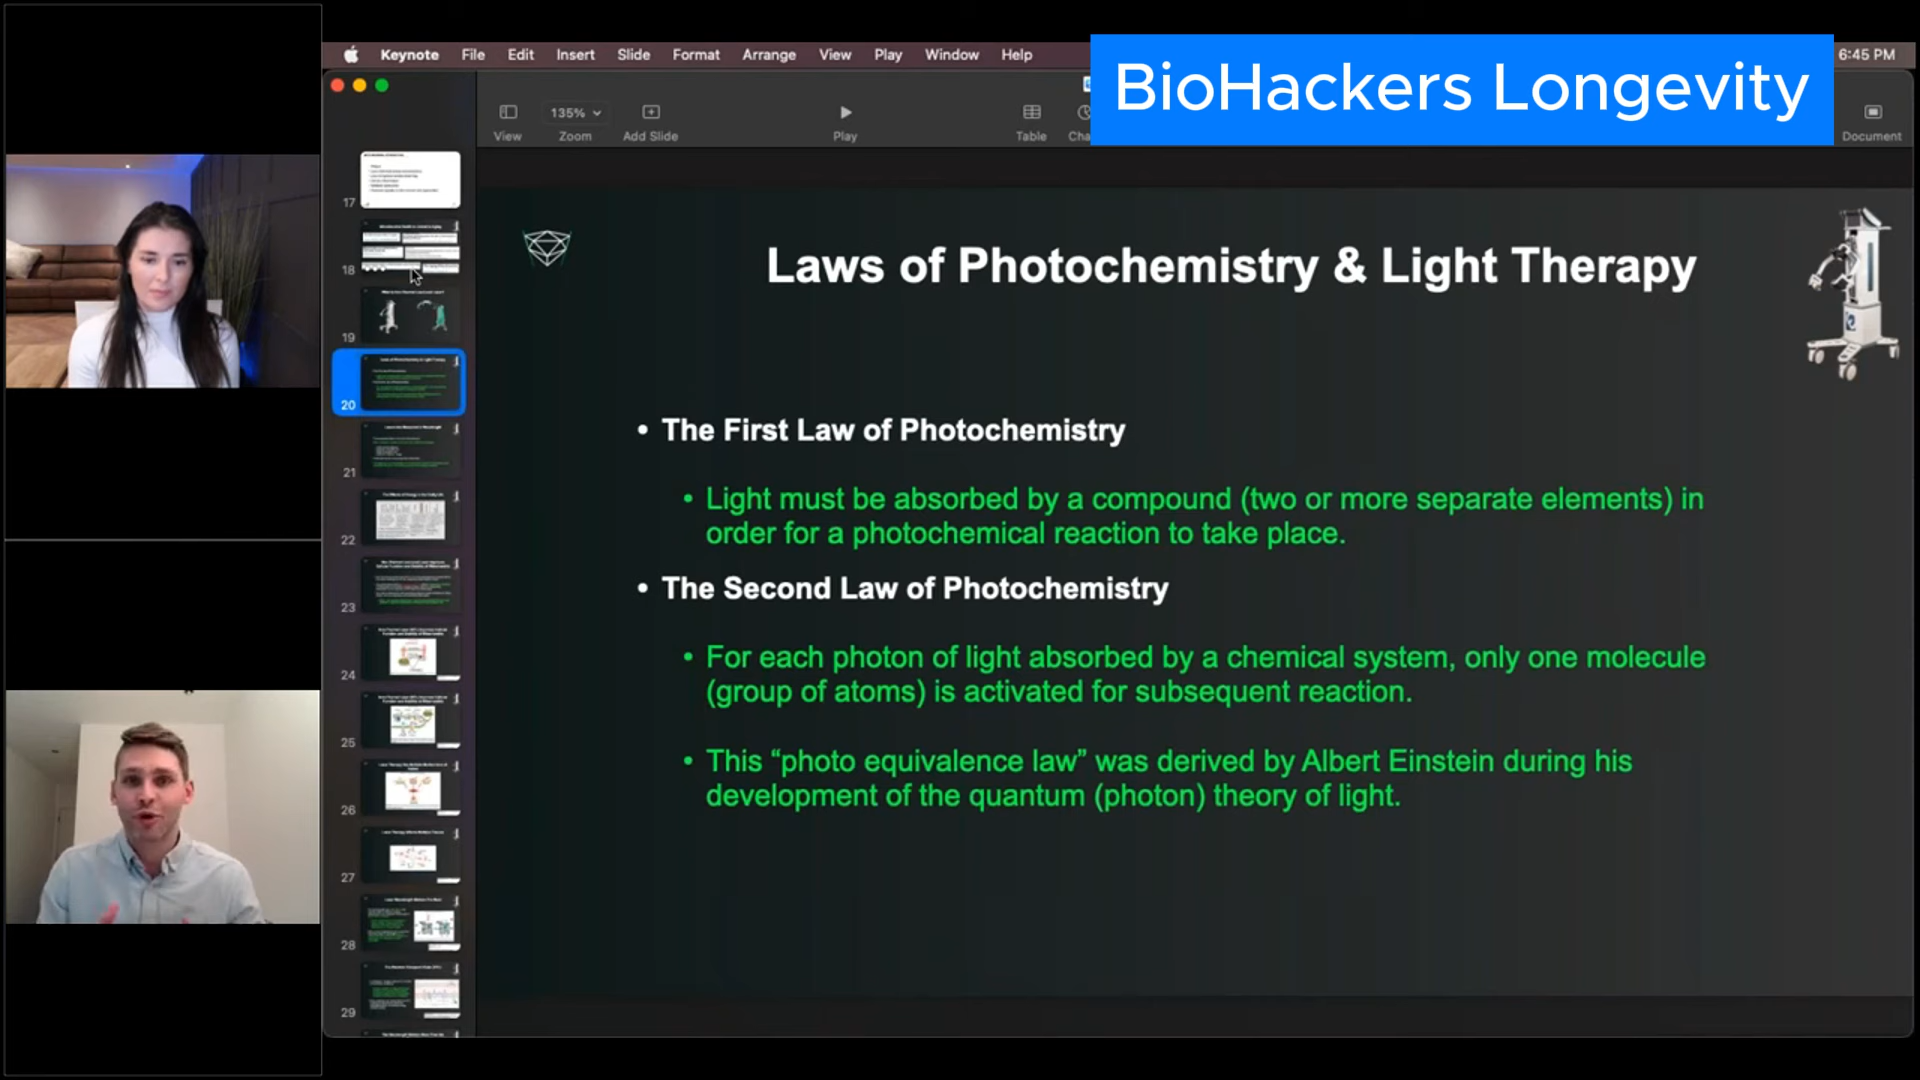 Keynote File Edit Insert Slide Format Arrange View Play Window Help
6:45 PM
BioHackers Longevity
135%
View Zoom Add Slide Play Table Document
17
18
19
20
21
22
23
24
25
26
27
28
29
Laws of Photochemistry & Light Therapy
• The First Law of Photochemistry
• Light must be absorbed by a compound (two or more separate elements) in
order for a photochemical reaction to take place.
• The Second Law of Photochemistry
• For each photon of light absorbed by a chemical system, only one molecule
(group of atoms) is activated for subsequent reaction.
• This “photo equivalence law” was derived by Albert Einstein during his
development of the quantum (photon) theory of light.